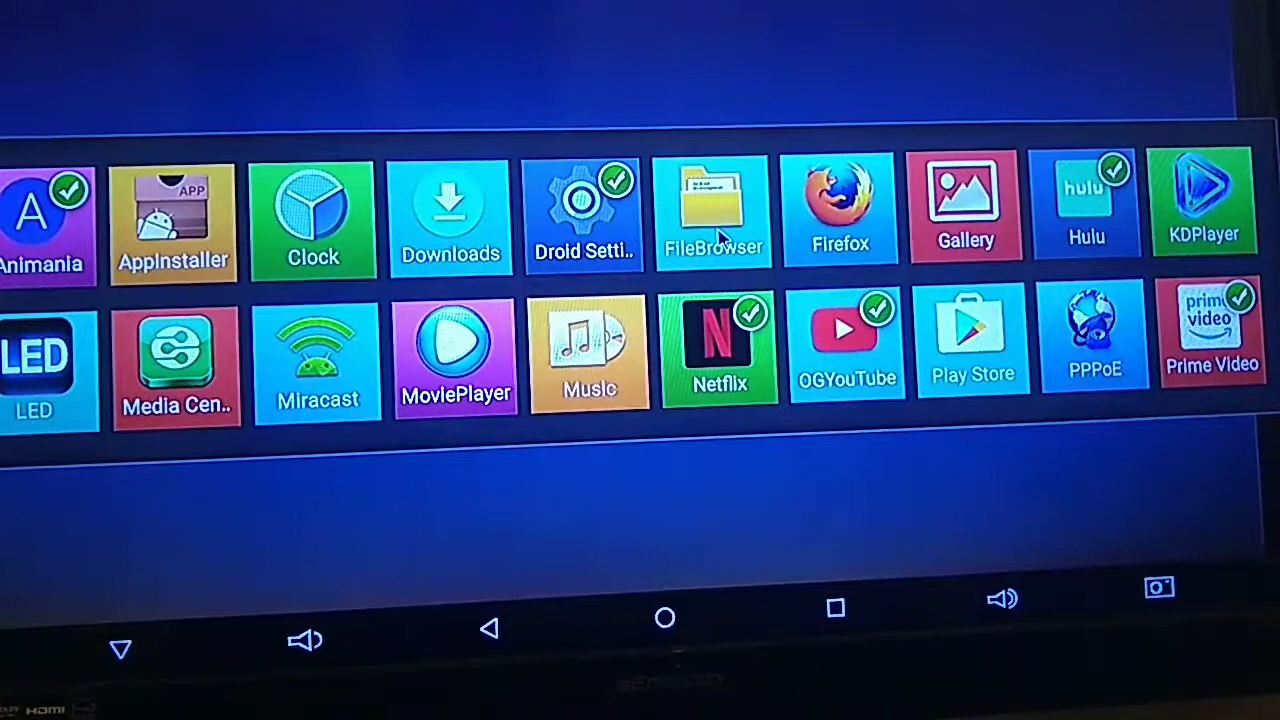 Animania
APP
AppInstaller
Clock
Downloads
Droid Setti..
FileBrowser
Firefox
Gallery
hulu
Hulu
KDPlayer
LED
LED
Media Cen..
Miracast
MoviePlayer
Music
N
Netflix
OGYouTube
Play Store
PPPoE
prime video
Prime Video
HDMI